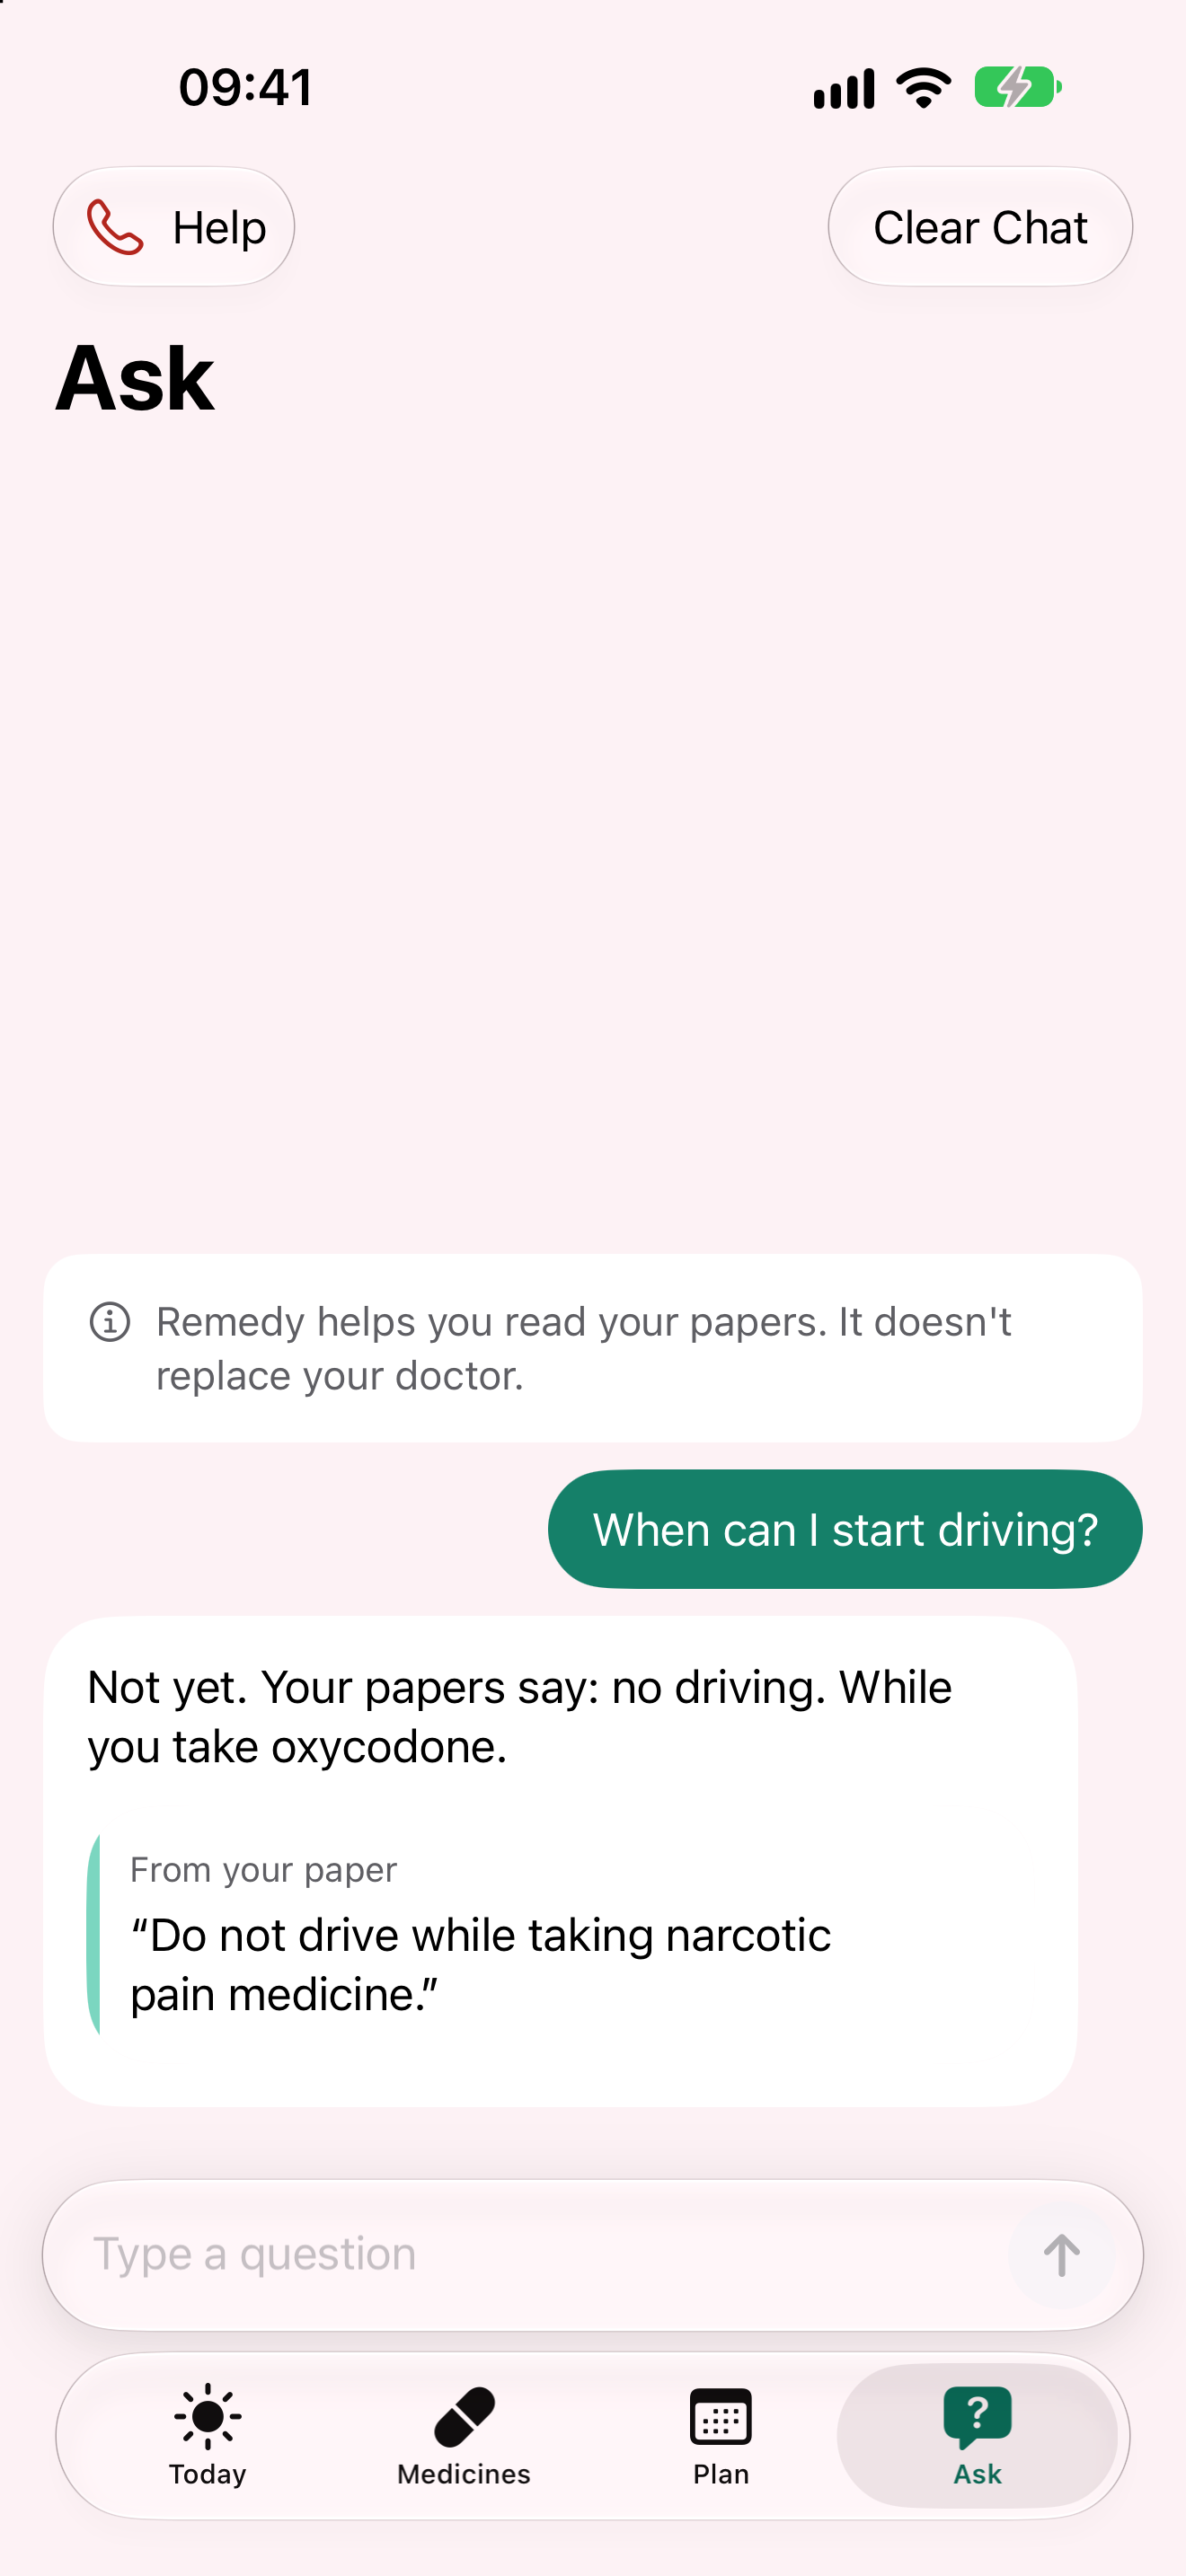 09:41
Help
Clear Chat
Ask
Remedy helps you read your papers. It doesn't
replace your doctor.
When can I start driving?
Not yet. Your papers say: no driving. While
you take oxycodone.
From your paper
“Do not drive while taking narcotic
pain medicine.”
Type a question
Today
Medicines
Plan
Ask